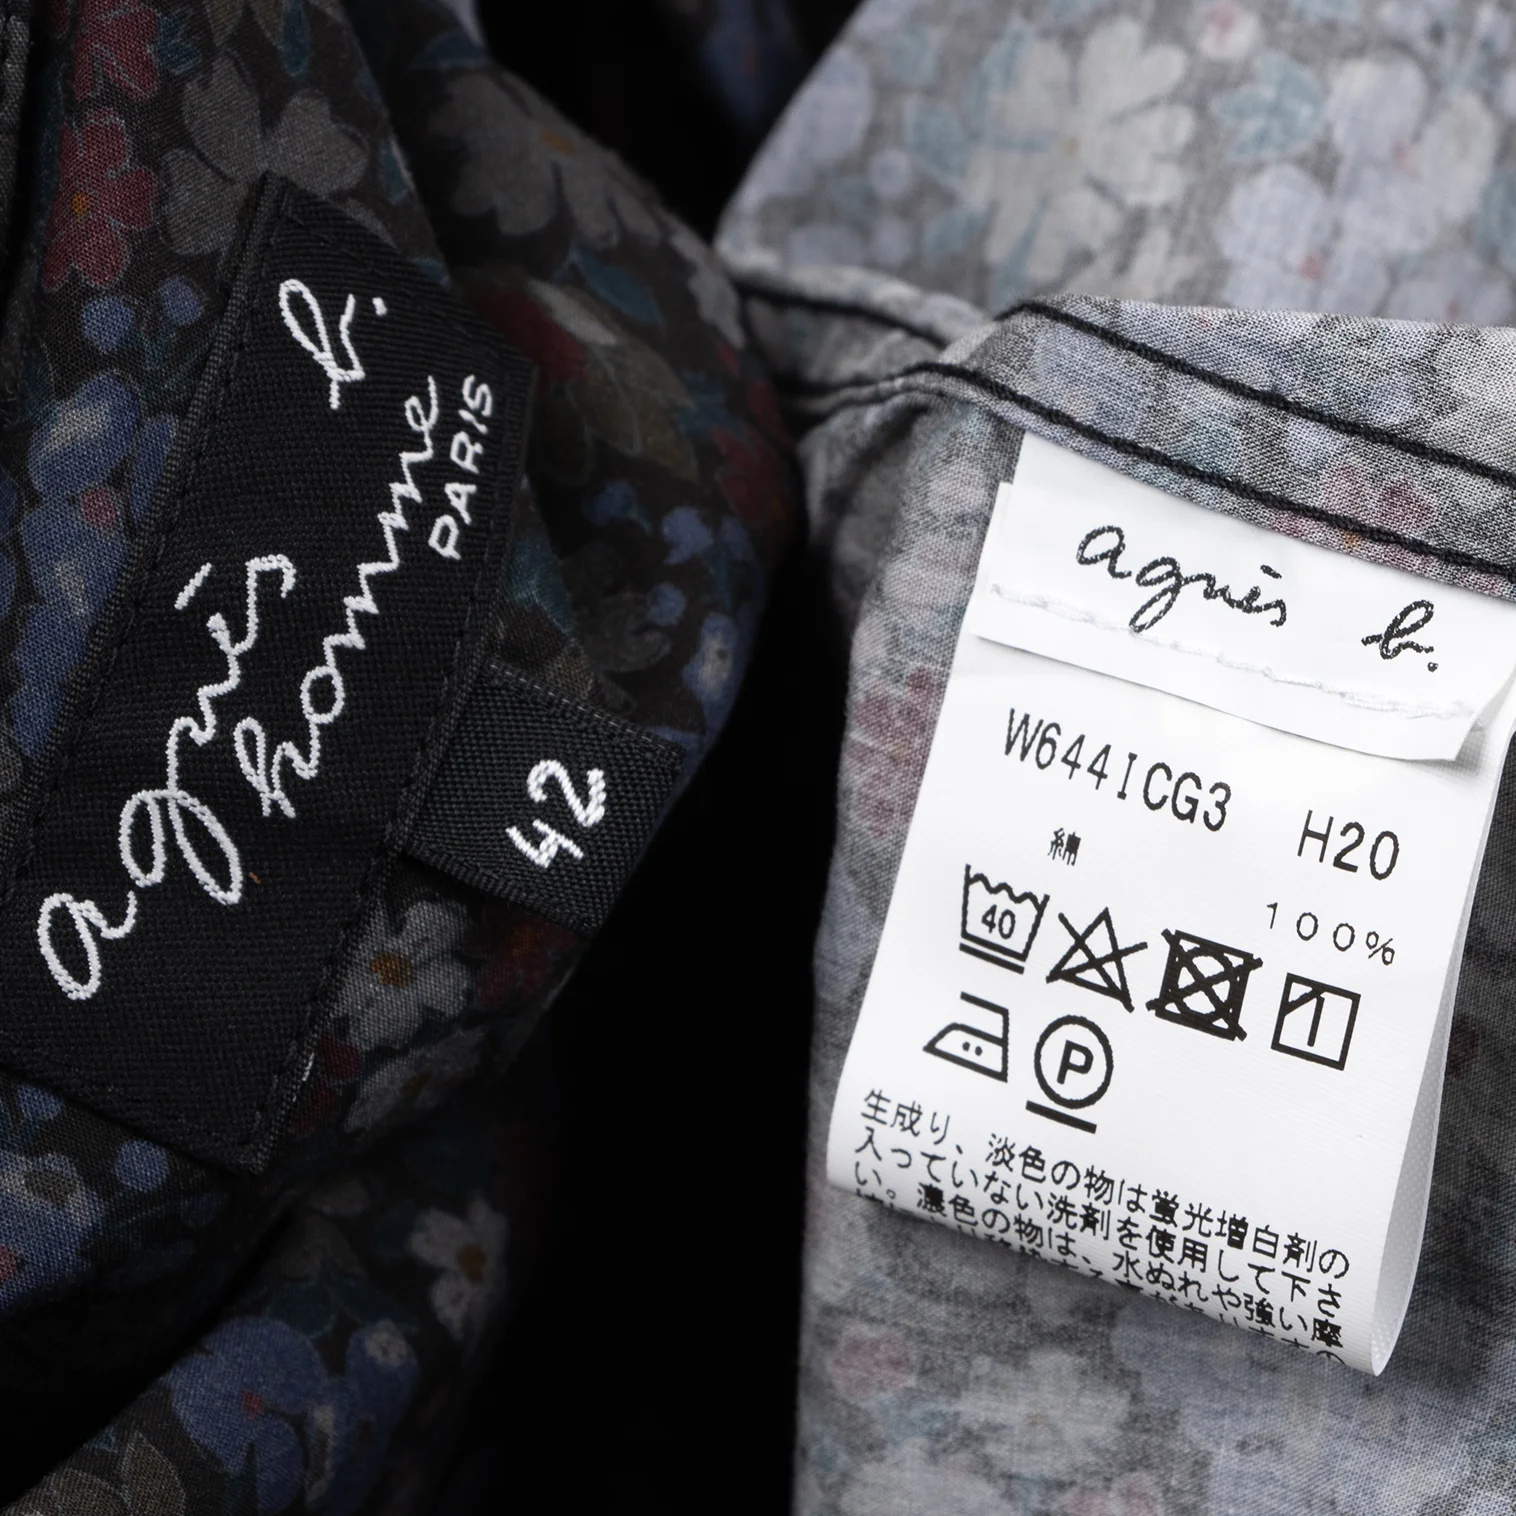 agnès b.
homme
PARIS
42
agnès b.
W644ICG3 H20
綿
100%
40
P
生成り、淡色の物は蛍光増白剤の
入っていない洗剤を使用して下さ
い。濃色の物は、水ぬれや強い摩